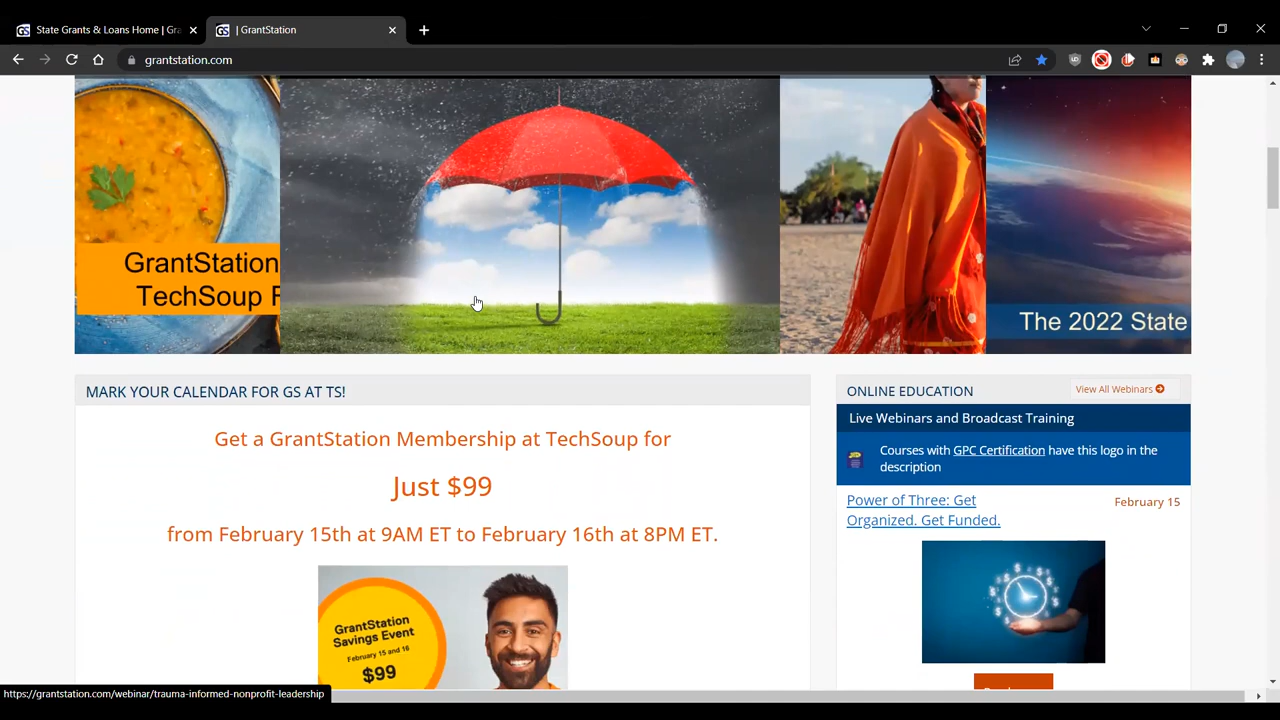 State Grants & Loans Home | Gra
| GrantStation
grantstation.com
GrantStation
TechSoup F
The 2022 State
MARK YOUR CALENDAR FOR GS AT TS!
Get a GrantStation Membership at TechSoup for
Just $99
from February 15th at 9AM ET to February 16th at 8PM ET.
GrantStation
Savings Event
February 15 and 16
$99
ONLINE EDUCATION
View All Webinars
Live Webinars and Broadcast Training
Courses with GPC Certification have this logo in the
description
Power of Three: Get
Organized. Get Funded.
February 15
https://grantstation.com/webinar/trauma-informed-nonprofit-leadership